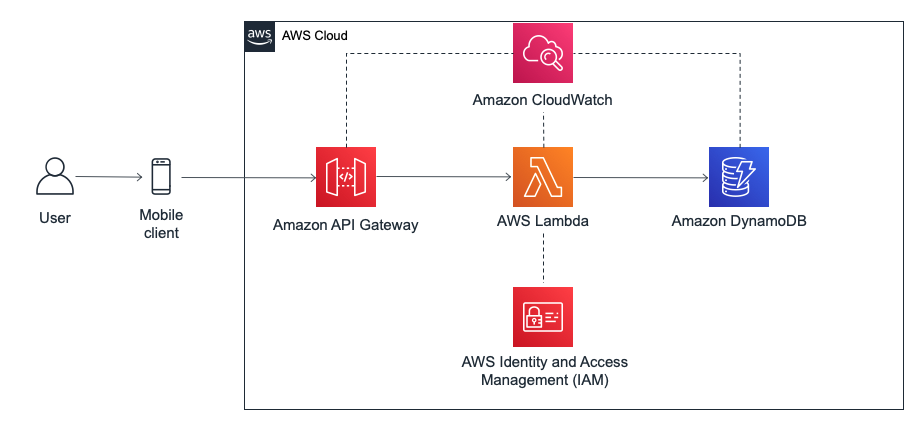 aws
AWS Cloud
Amazon CloudWatch
</>
User
Mobile
client
Amazon API Gateway
AWS Lambda
Amazon DynamoDB
AWS Identity and Access
Management (IAM)